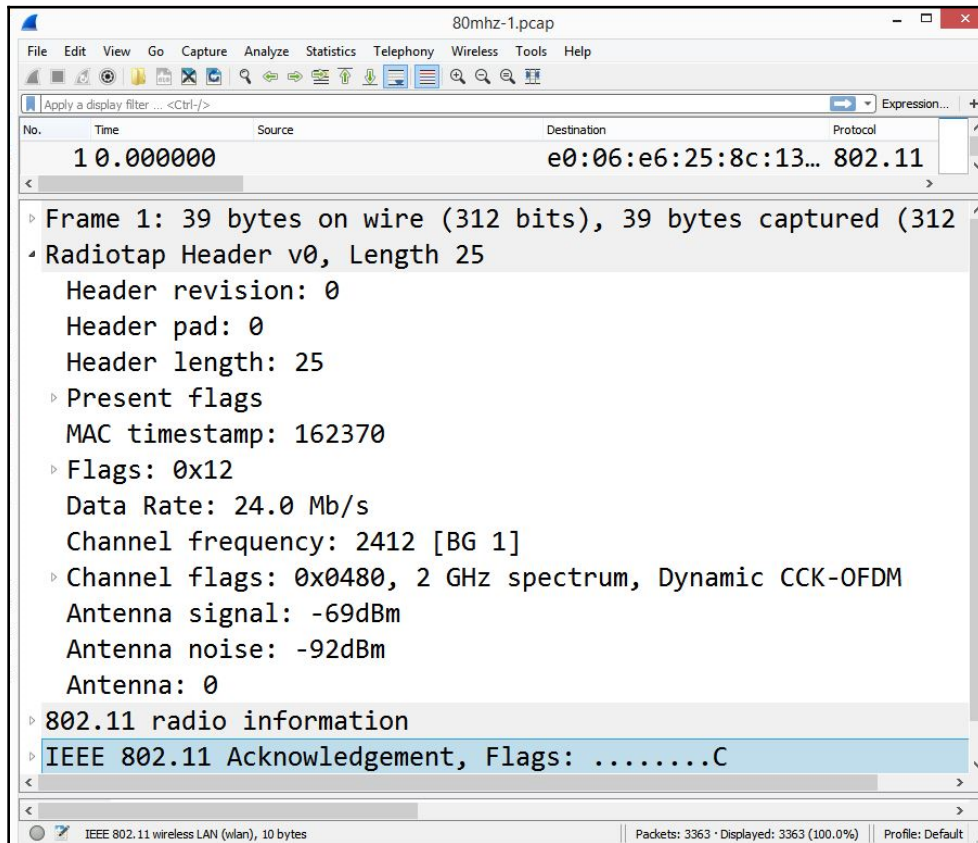 80mhz-1.pcap
File Edit View Go Capture Analyze Statistics Telephony Wireless Tools Help
Apply a display filter ... <Ctrl-/> Expression... +
No. Time Source Destination Protocol
1 0.000000 e0:06:e6:25:8c:13… 802.11
Frame 1: 39 bytes on wire (312 bits), 39 bytes captured (312
Radiotap Header v0, Length 25
Header revision: 0
Header pad: 0
Header length: 25
Present flags
MAC timestamp: 162370
Flags: 0x12
Data Rate: 24.0 Mb/s
Channel frequency: 2412 [BG 1]
Channel flags: 0x0480, 2 GHz spectrum, Dynamic CCK-OFDM
Antenna signal: -69dBm
Antenna noise: -92dBm
Antenna: 0
802.11 radio information
IEEE 802.11 Acknowledgement, Flags: ........C
IEEE 802.11 wireless LAN (wlan), 10 bytes Packets: 3363 · Displayed: 3363 (100.0%) Profile: Default